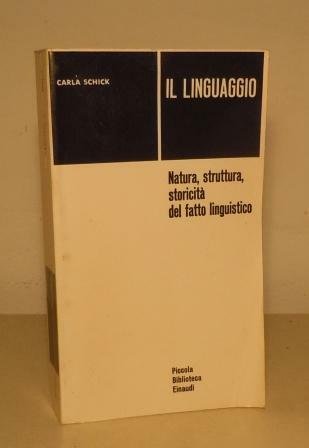 CARLA SCHICK
IL LINGUAGGIO
Natura, struttura,
storicità
del fatto linguistico
Piccola
Biblioteca
Einaudi